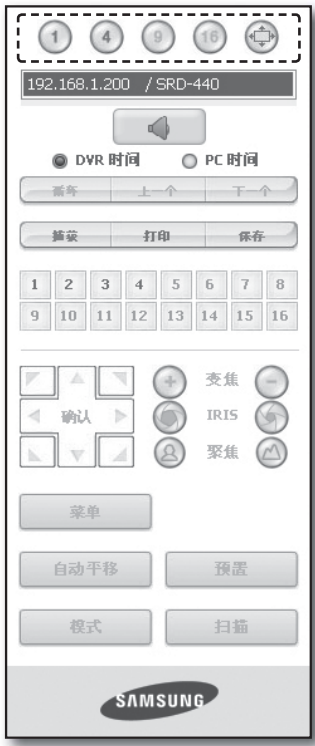 1 4 9 16
192.168.1.200 / SRD-440
DVR 时间 PC 时间
上一个 下一个
捕获 打印 保存
1 2 3 4 5 6 7 8
9 10 11 12 13 14 15 16
变焦
确认 IRIS
聚焦
菜单
自动平移 预置
模式 扫描
SAMSUNG